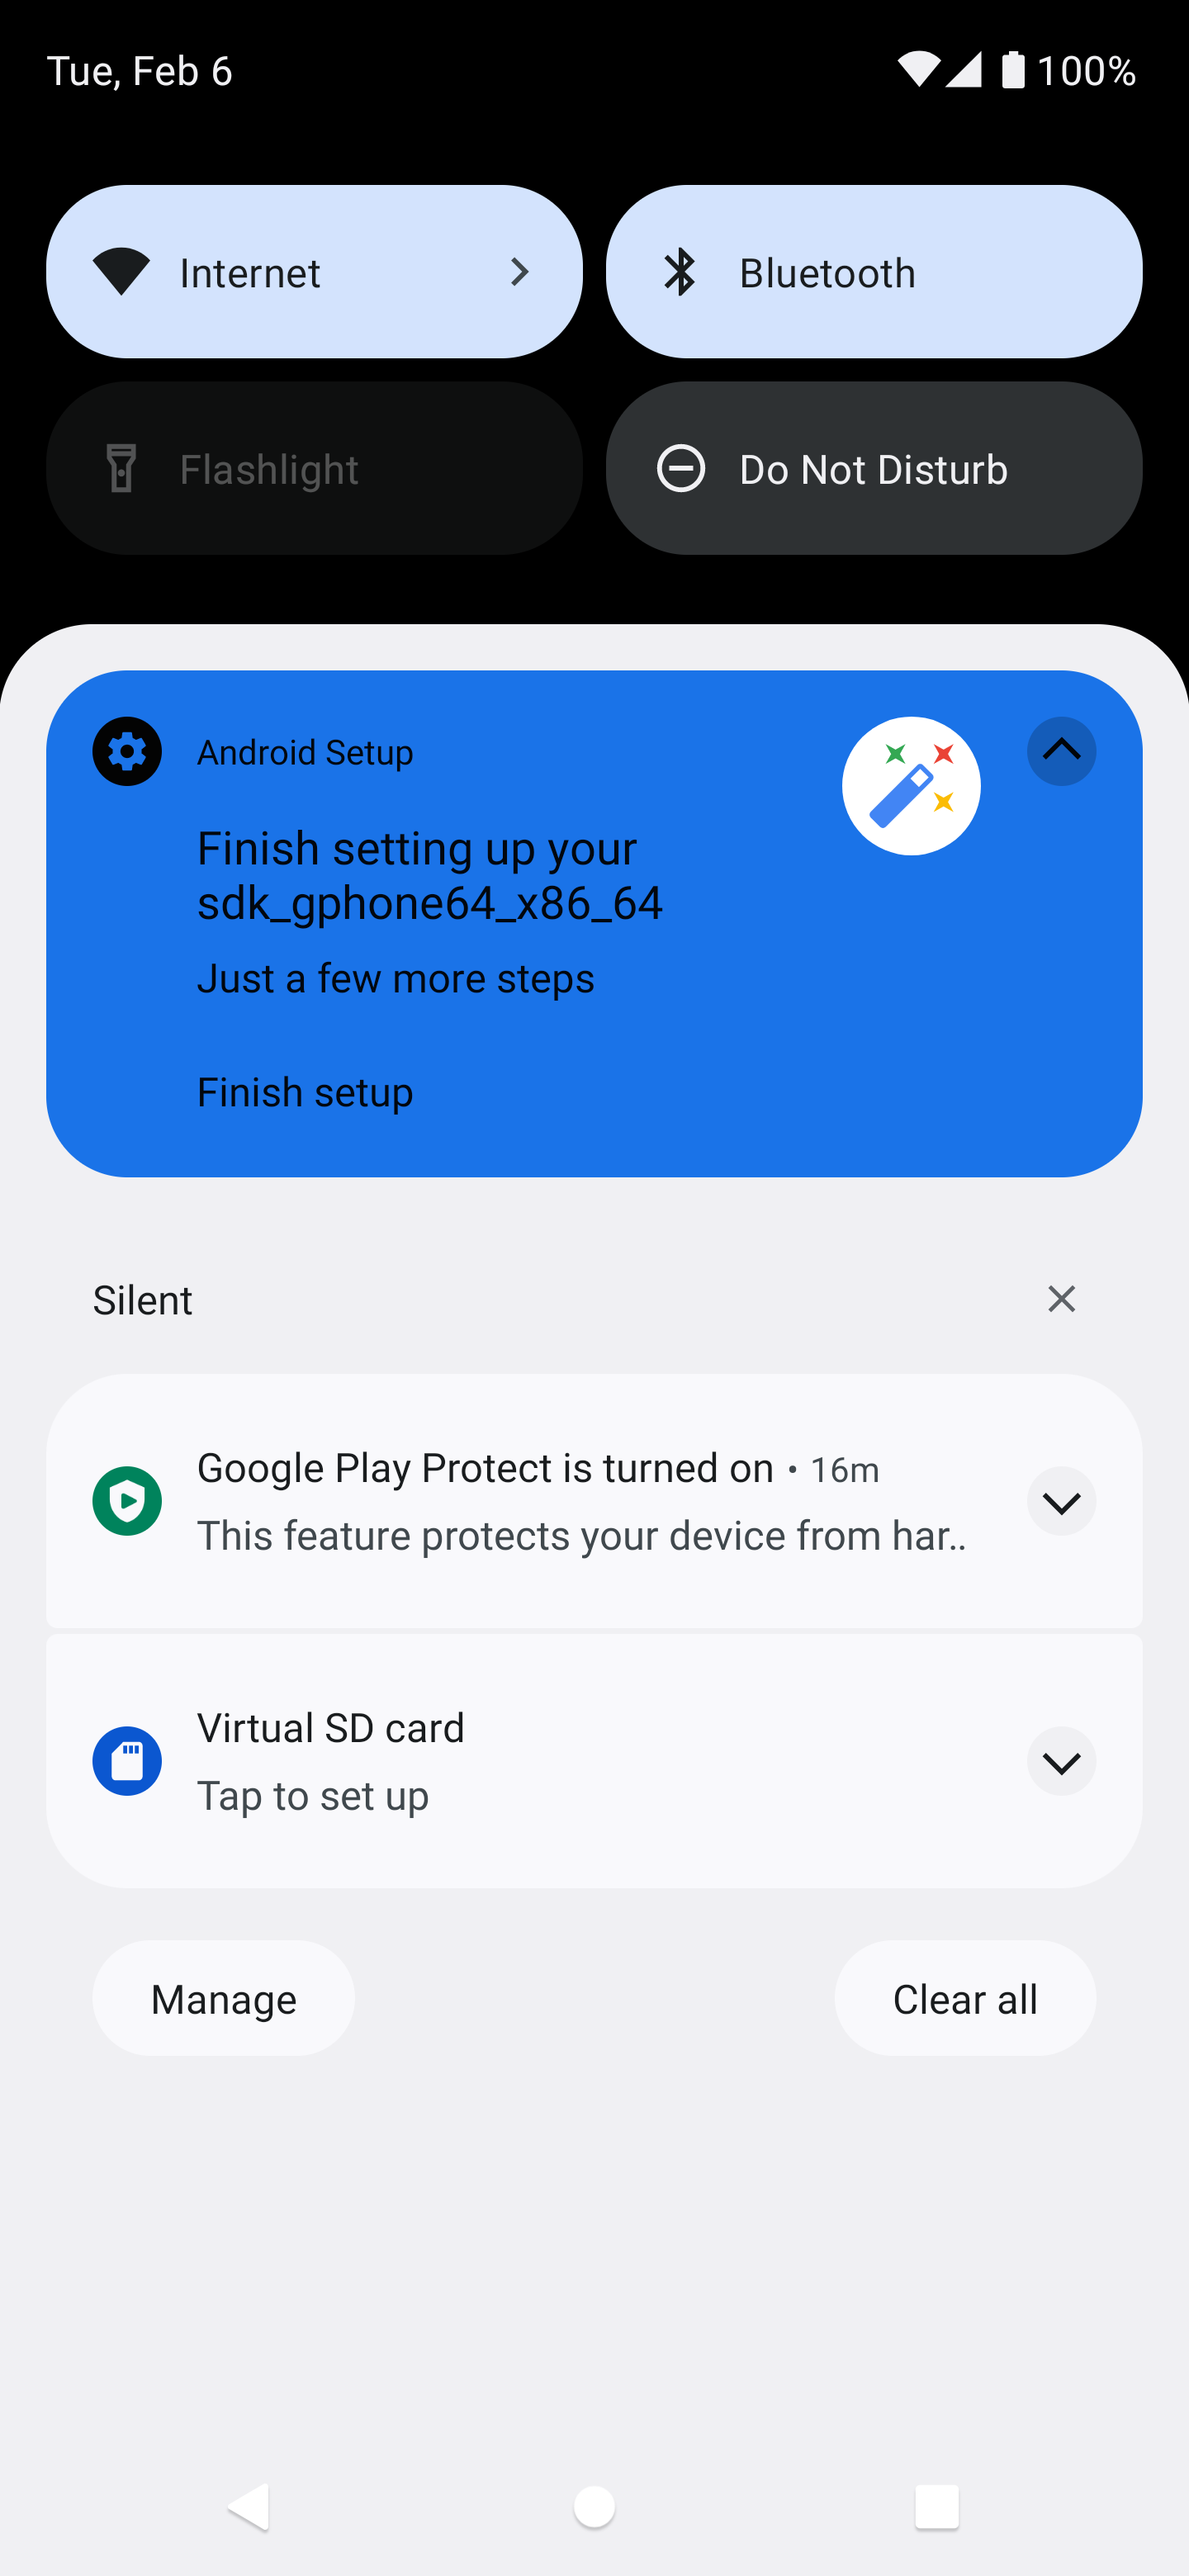 Tue, Feb 6
100%
Internet
Bluetooth
Flashlight
Do Not Disturb
Android Setup
Finish setting up your
sdk_gphone64_x86_64
Just a few more steps
Finish setup
Silent
Google Play Protect is turned on • 16m
This feature protects your device from har..
Virtual SD card
Tap to set up
Manage
Clear all